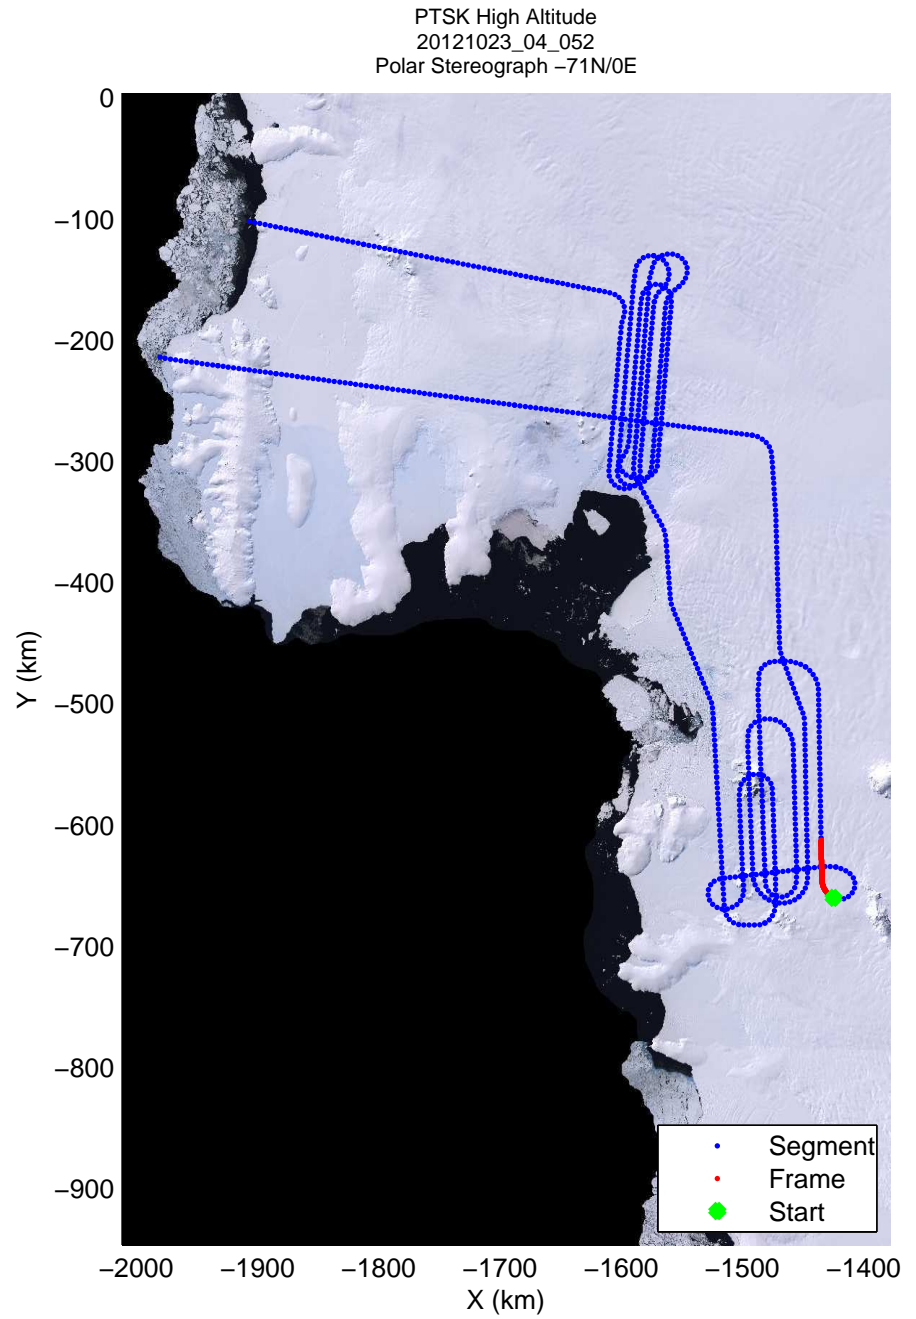 PTSK High Altitude
20121023_04_052
Polar Stereograph −71N/0E
0
−100
−200
−300
−400
−500
−600
−700
−800
−900
Y (km)
Segment
Frame
Start
−2000 −1900 −1800 −1700 −1600 −1500 −1400
X (km)